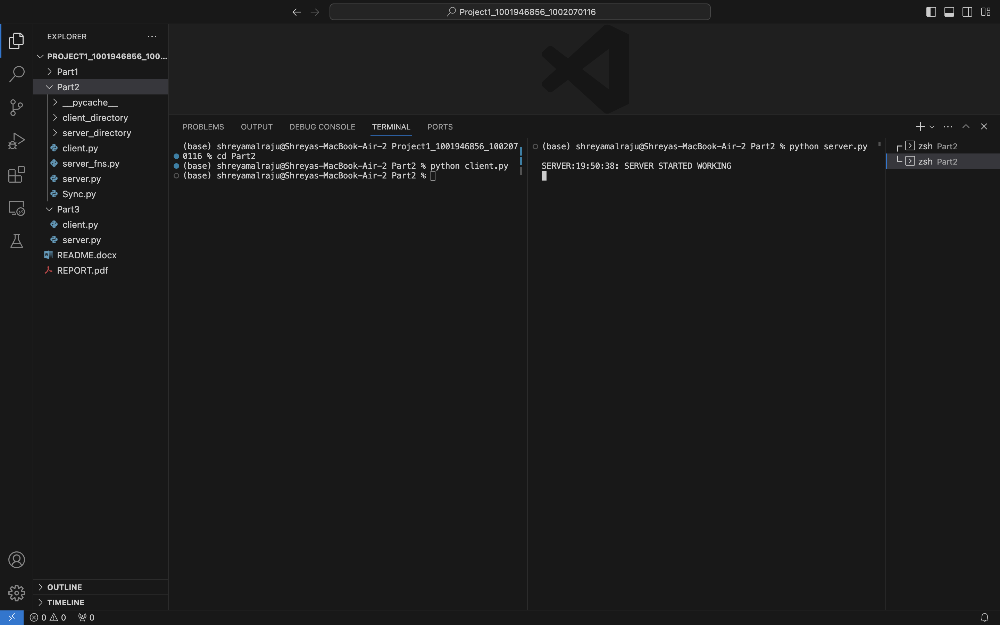 Project1_1001946856_1002070116
EXPLORER
PROJECT1_1001946856_100...
Part1
Part2
__pycache__
client_directory
server_directory
client.py
server_fns.py
server.py
Sync.py
Part3
client.py
server.py
README.docx
REPORT.pdf
OUTLINE
TIMELINE
PROBLEMS OUTPUT DEBUG CONSOLE TERMINAL PORTS
(base) shreyamalraju@Shreyas-MacBook-Air-2 Project1_1001946856_100207
0116 % cd Part2
(base) shreyamalraju@Shreyas-MacBook-Air-2 Part2 % python client.py
(base) shreyamalraju@Shreyas-MacBook-Air-2 Part2 %
(base) shreyamalraju@Shreyas-MacBook-Air-2 Part2 % python server.py
SERVER:19:50:38: SERVER STARTED WORKING
zsh Part2
zsh Part2
0 0 0